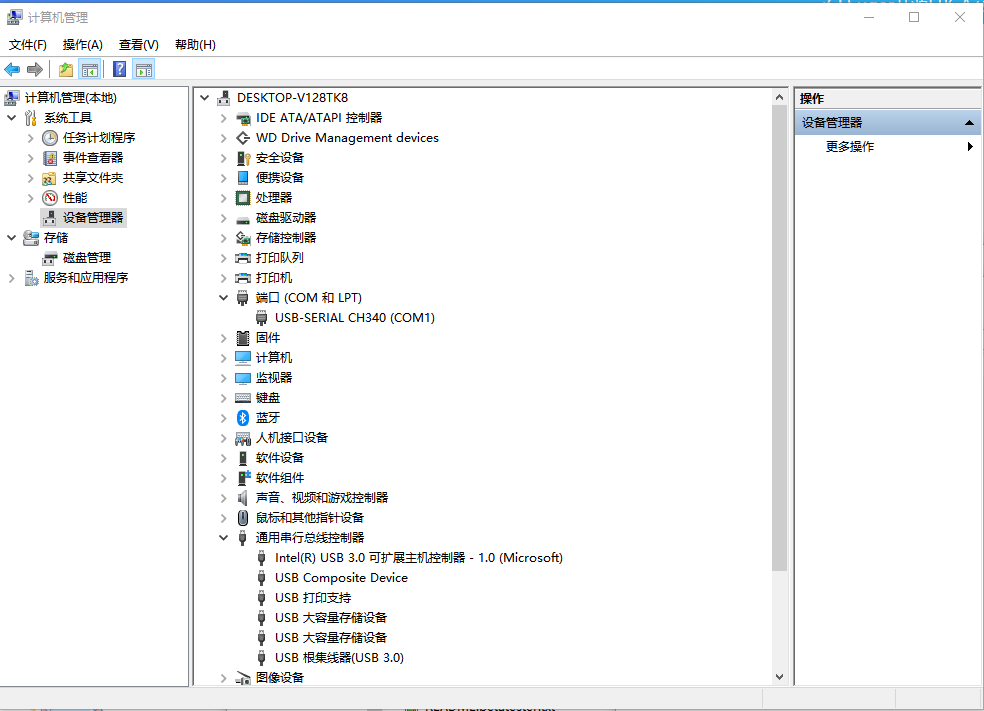 计算机管理
文件(F) 操作(A) 查看(V) 帮助(H)
计算机管理(本地)
系统工具
任务计划程序
事件查看器
共享文件夹
性能
设备管理器
存储
磁盘管理
服务和应用程序
DESKTOP-V128TK8
IDE ATA/ATAPI 控制器
WD Drive Management devices
安全设备
便携设备
处理器
磁盘驱动器
存储控制器
打印队列
打印机
端口 (COM 和 LPT)
USB-SERIAL CH340 (COM1)
固件
计算机
监视器
键盘
蓝牙
人机接口设备
软件设备
软件组件
声音、视频和游戏控制器
鼠标和其他指针设备
通用串行总线控制器
Intel(R) USB 3.0 可扩展主机控制器 - 1.0 (Microsoft)
USB Composite Device
USB 打印支持
USB 大容量存储设备
USB 大容量存储设备
USB 根集线器(USB 3.0)
图像设备
操作
设备管理器
更多操作